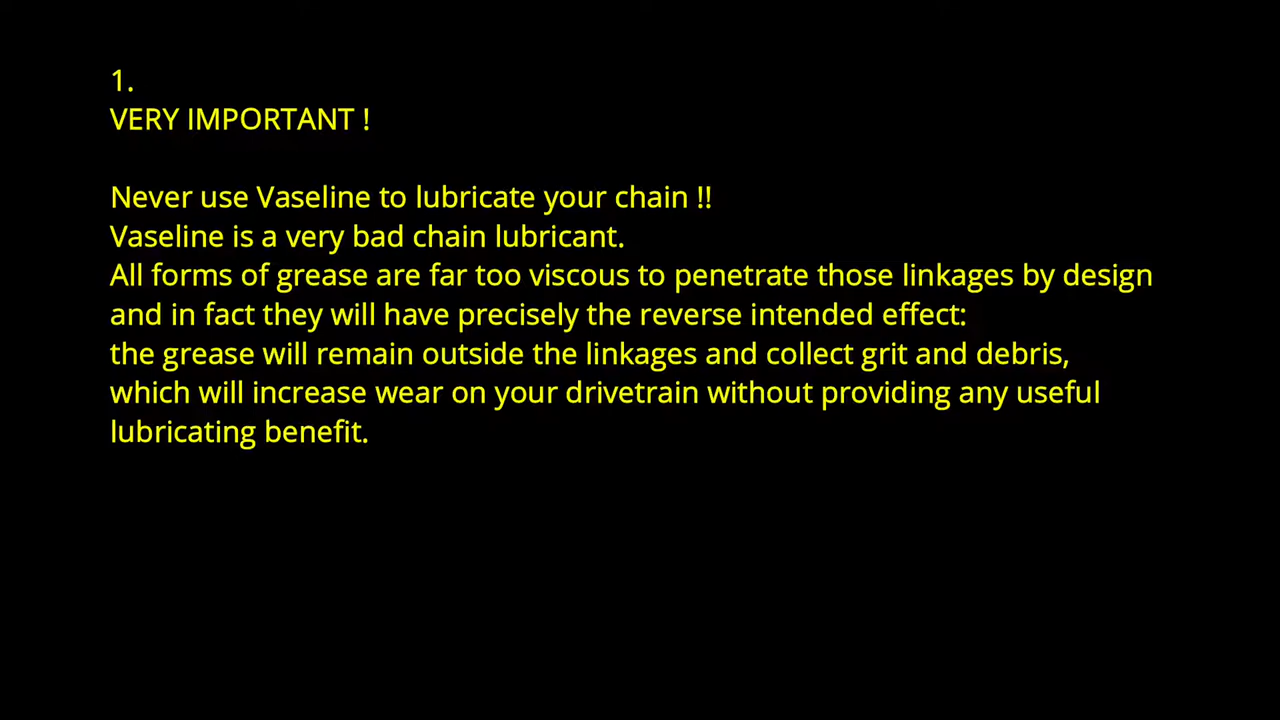 1.
VERY IMPORTANT !
Never use Vaseline to lubricate your chain !!
Vaseline is a very bad chain lubricant.
All forms of grease are far too viscous to penetrate those linkages by design
and in fact they will have precisely the reverse intended effect:
the grease will remain outside the linkages and collect grit and debris,
which will increase wear on your drivetrain without providing any useful
lubricating benefit.